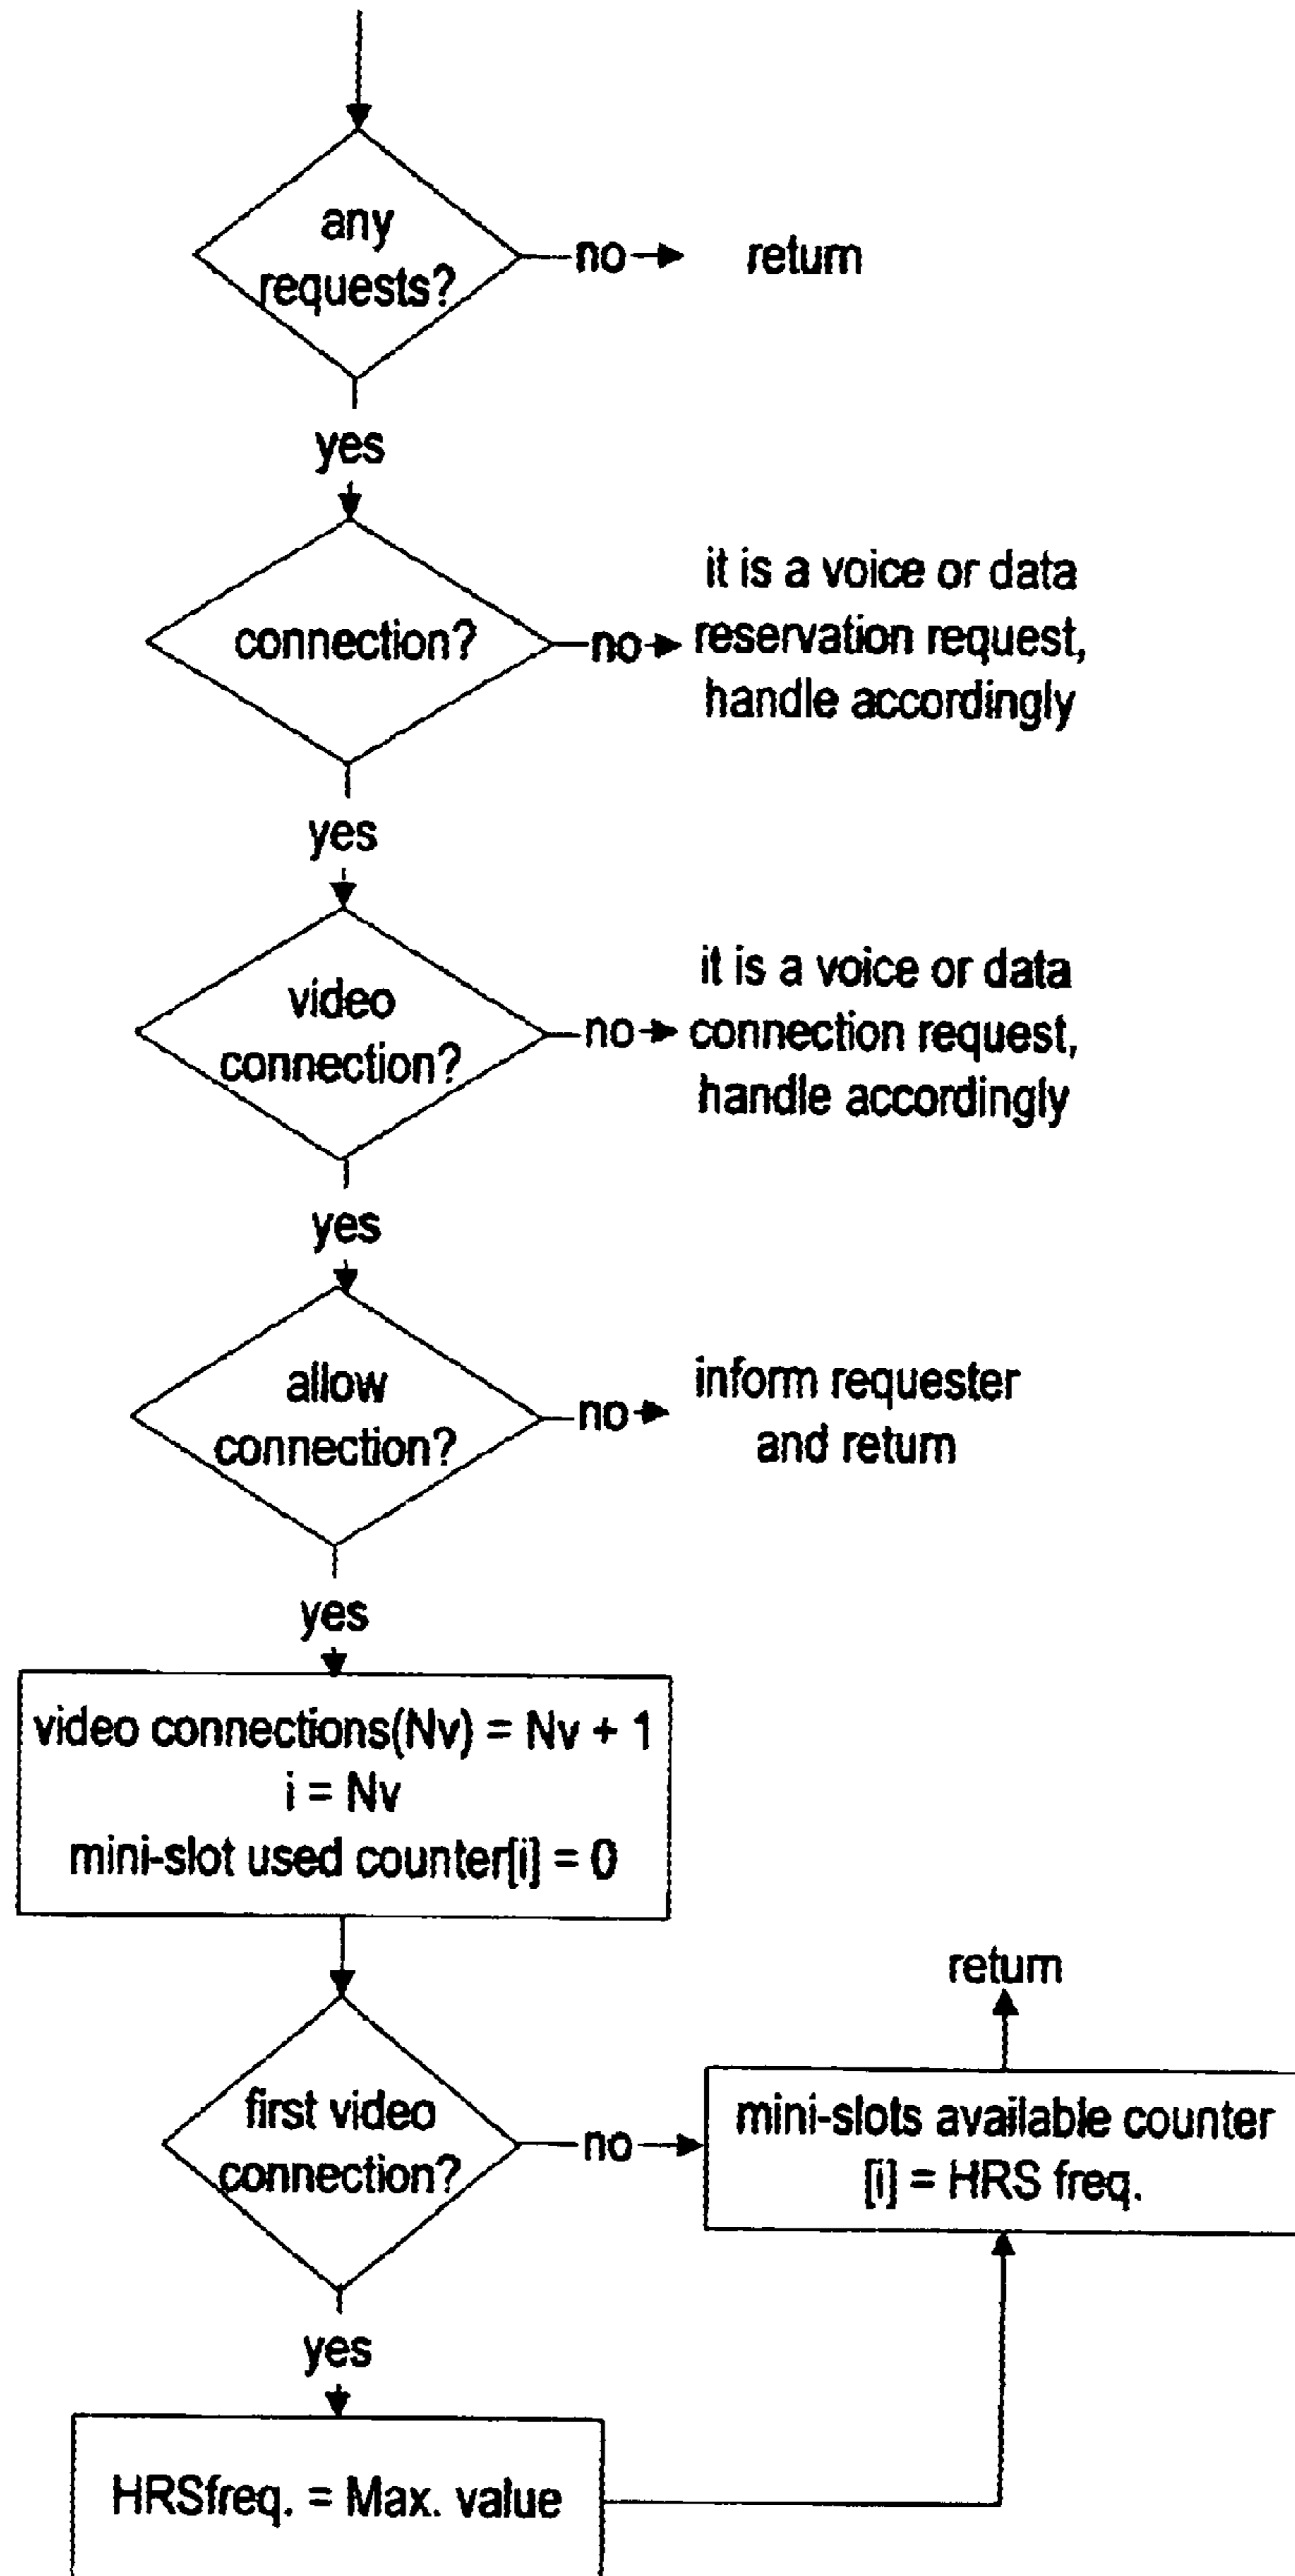 any
requests?
no
return
yes
connection?
no
it is a voice or data
reservation request,
handle accordingly
yes
video
connection?
no
it is a voice or data
connection request,
handle accordingly
yes
allow
connection?
no
inform requester
and return
yes
video connections(Nv) = Nv + 1
i = Nv
mini-slot used counter[i] = 0
first video
connection?
no
return
mini-slots available counter
[i] = HRS freq.
yes
HRSfreq. = Max. value